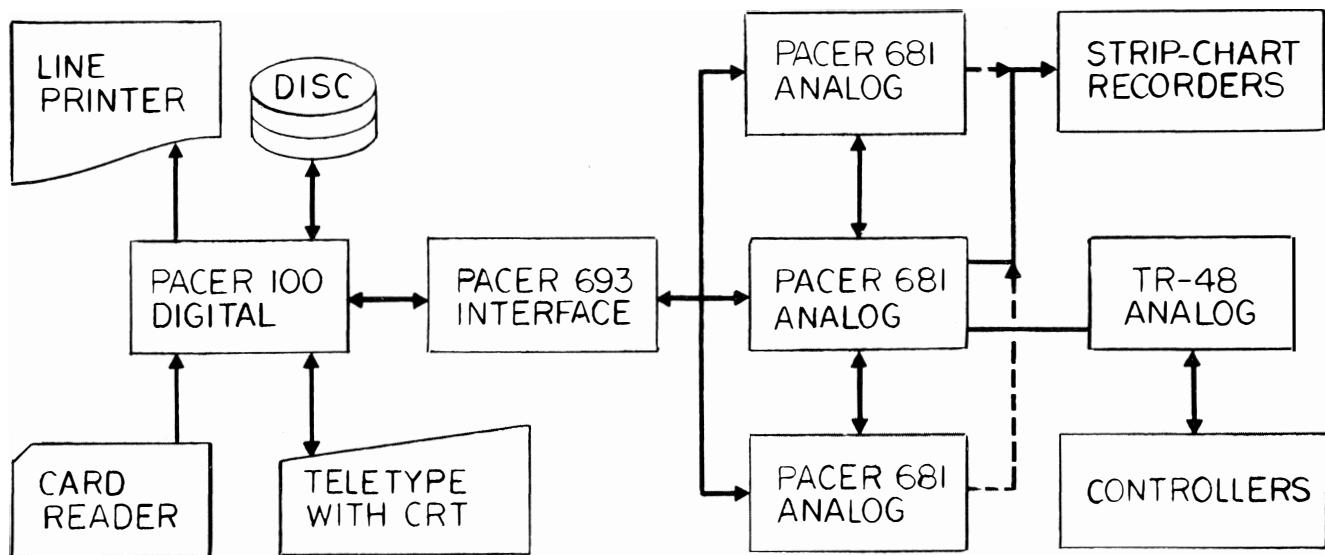 LINE
PRINTER
DISC
PACER 681
ANALOG
STRIP-CHART
RECORDERS
PACER 100
DIGITAL
PACER 693
INTERFACE
PACER 681
ANALOG
TR-48
ANALOG
CARD
READER
TELETYPE
WITH CRT
PACER 681
ANALOG
CONTROLLERS